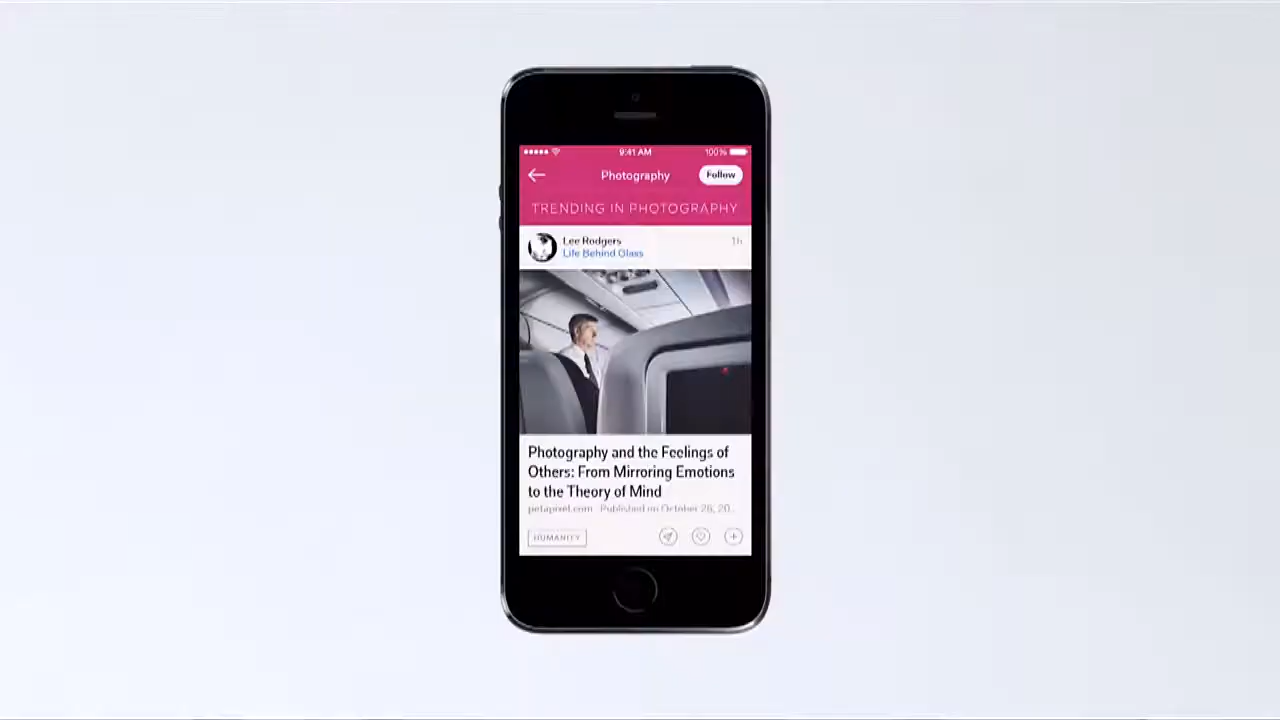 9:41 AM 100%
Photography Follow
TRENDING IN PHOTOGRAPHY
Lee Rodgers 1h
Life Behind Glass
Photography and the Feelings of
Others: From Mirroring Emotions
to the Theory of Mind
petapixel.com Published on October 28, 20...
HUMANITY